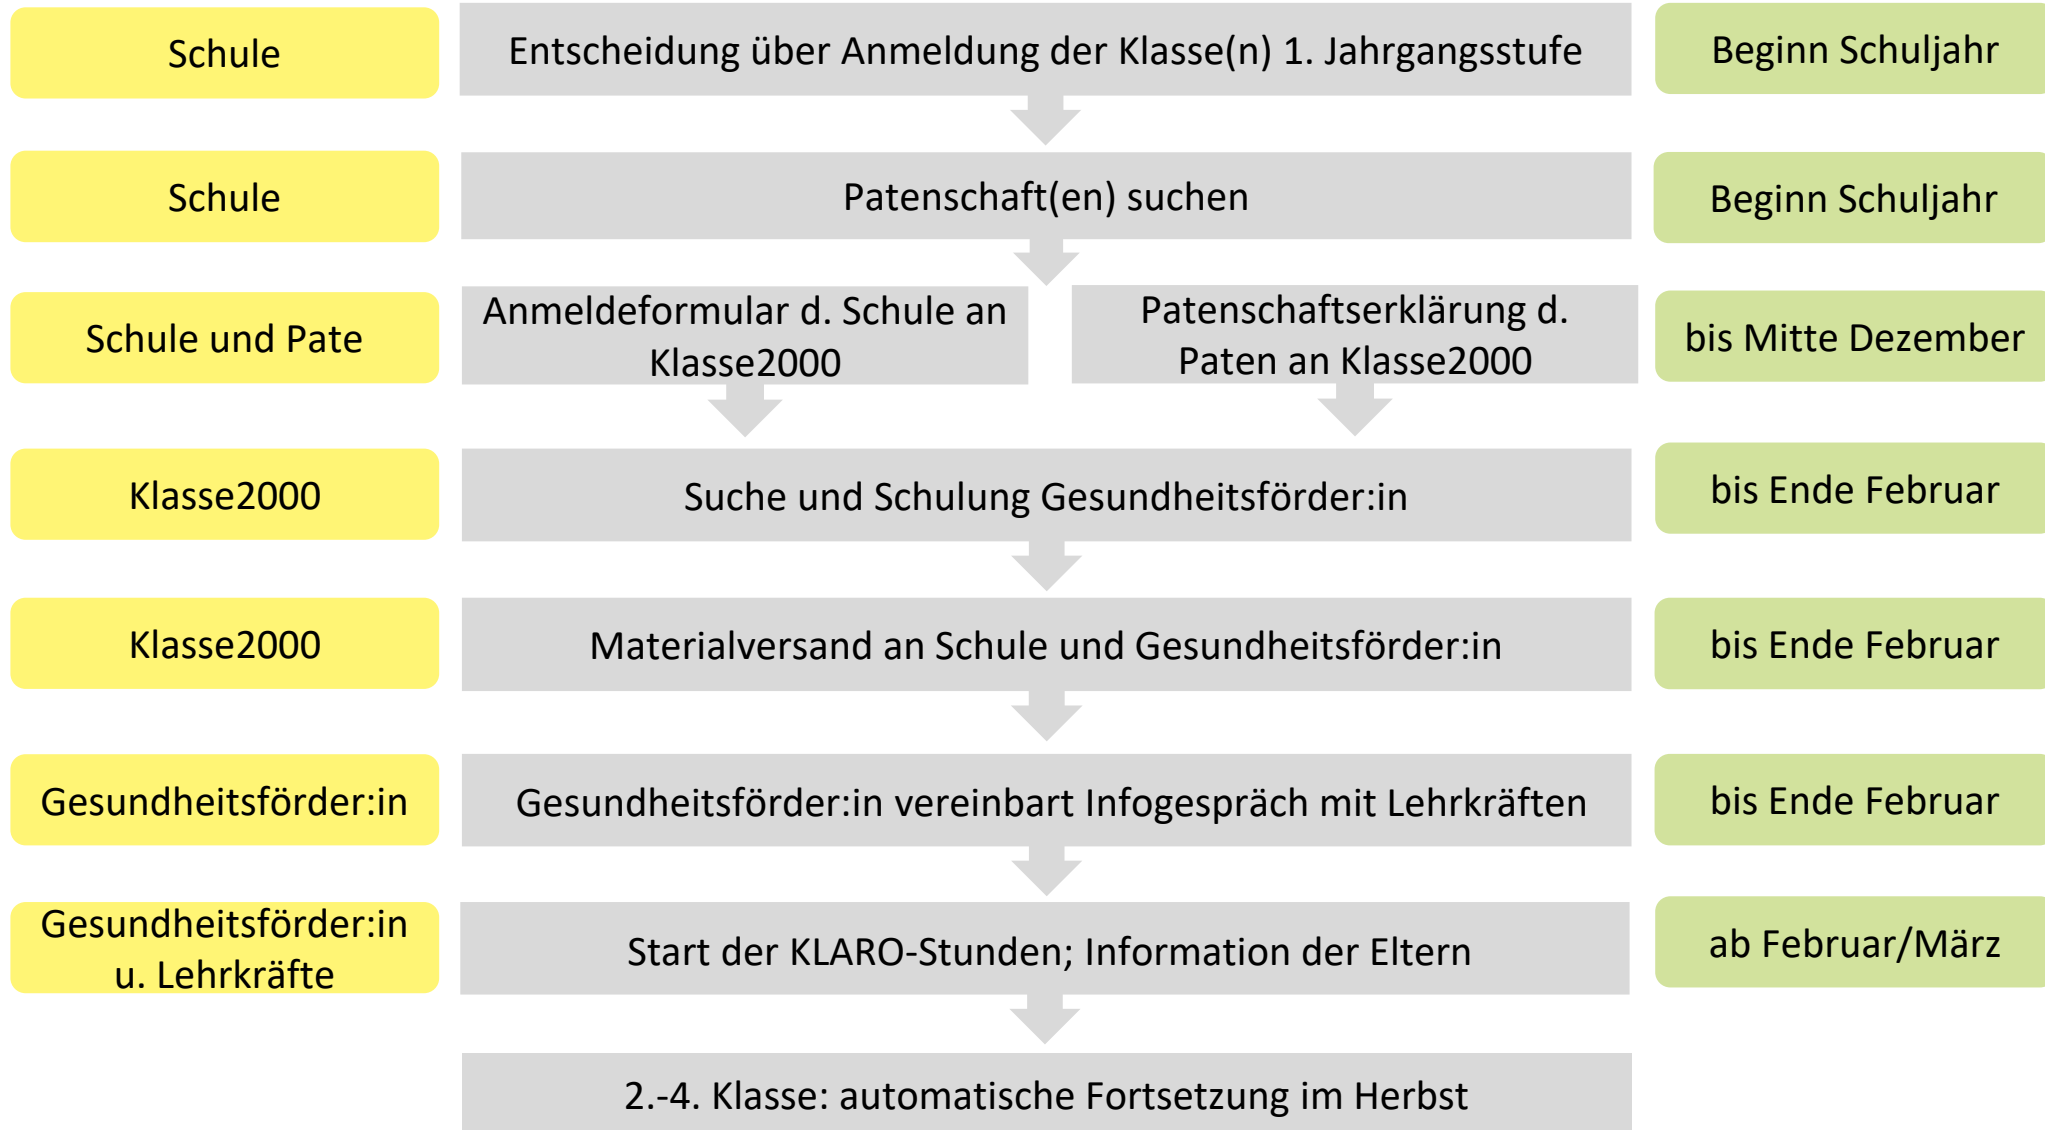 Schule
Entscheidung über Anmeldung der Klasse(n) 1. Jahrgangsstufe
Beginn Schuljahr
Schule
Patenschaft(en) suchen
Beginn Schuljahr
Schule und Pate
Anmeldeformular d. Schule an
Klasse2000
Patenschaftserklärung d.
Paten an Klasse2000
bis Mitte Dezember
Klasse2000
Suche und Schulung Gesundheitsförder:in
bis Ende Februar
Klasse2000
Materialversand an Schule und Gesundheitsförder:in
bis Ende Februar
Gesundheitsförder:in
Gesundheitsförder:in vereinbart Infogespräch mit Lehrkräften
bis Ende Februar
Gesundheitsförder:in
u. Lehrkräfte
Start der KLARO-Stunden; Information der Eltern
ab Februar/März
2.-4. Klasse: automatische Fortsetzung im Herbst